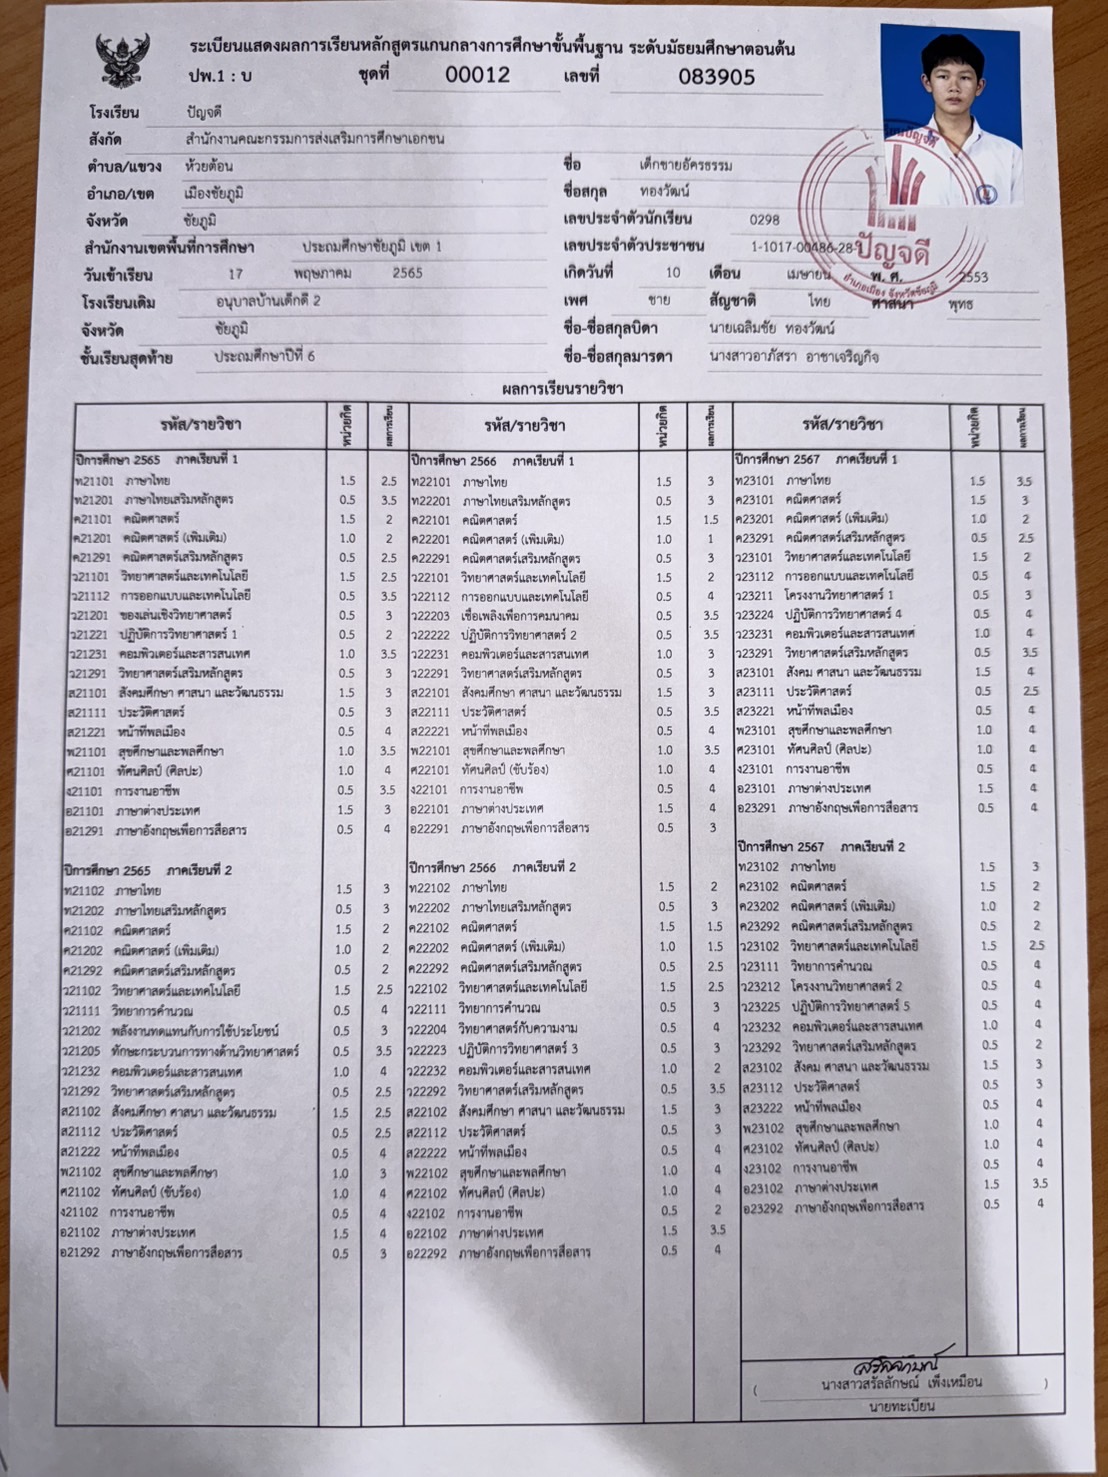 ระเบียนแสดงผลการเรียนหลักสูตรแกนกลางการศึกษาขั้นพื้นฐาน ระดับมัธยมศึกษาตอนต้น
ปพ.1 : บ ชุดที่ 00012 เลขที่ 083905
โรงเรียน ปัญจดี
สังกัด สำนักงานคณะกรรมการส่งเสริมการศึกษาเอกชน
ตำบล/แขวง ห้วยต้อน
อำเภอ/เขต เมืองชัยภูมิ
จังหวัด ชัยภูมิ
สำนักงานเขตพื้นที่การศึกษา ประถมศึกษาชัยภูมิ เขต 1
วันเข้าเรียน 17 พฤษภาคม 2565
โรงเรียนเดิม อนุบาลบ้านเด็กดี 2
จังหวัด ชัยภูมิ
ชั้นเรียนสุดท้าย ประถมศึกษาปีที่ 6
ชื่อ เด็กชายอัครธรรม
ชื่อสกุล ทองวัฒน์
เลขประจำตัวนักเรียน 0298
เลขประจำตัวประชาชน 1-1017-00486-28
เกิดวันที่ 10 เดือน เมษายน พ.ศ. 2553
เพศ ชาย สัญชาติ ไทย ศาสนา พุทธ
ชื่อ-ชื่อสกุลบิดา นายเฉลิมชัย ทองวัฒน์
ชื่อ-ชื่อสกุลมารดา นางสาวอาภัสรา อาชาเจริญกิจ
ปัญจดี
อำเภอเมือง จังหวัดชัยภูมิ
ผลการเรียนรายวิชา
รหัส/รายวิชา หน่วยกิต ผลการเรียน
ปีการศึกษา 2565 ภาคเรียนที่ 1
ท21101 ภาษาไทย 1.5 2.5
ท21201 ภาษาไทยเสริมหลักสูตร 0.5 3.5
ค21101 คณิตศาสตร์ 1.5 2
ค21201 คณิตศาสตร์ (เพิ่มเติม) 1.0 2
ค21291 คณิตศาสตร์เสริมหลักสูตร 0.5 2.5
ว21101 วิทยาศาสตร์และเทคโนโลยี 1.5 2.5
ว21112 การออกแบบและเทคโนโลยี 0.5 3.5
ว21201 ของเล่นเชิงวิทยาศาสตร์ 0.5 3
ว21221 ปฏิบัติการวิทยาศาสตร์ 1 0.5 2
ว21231 คอมพิวเตอร์และสารสนเทศ 1.0 3.5
ว21291 วิทยาศาสตร์เสริมหลักสูตร 0.5 3
ส21101 สังคมศึกษา ศาสนา และวัฒนธรรม 1.5 3
ส21111 ประวัติศาสตร์ 0.5 3
ส21221 หน้าที่พลเมือง 0.5 4
พ21101 สุขศึกษาและพลศึกษา 1.0 3.5
ศ21101 ทัศนศิลป์ (ศิลปะ) 1.0 4
ง21101 การงานอาชีพ 0.5 3.5
อ21101 ภาษาต่างประเทศ 1.5 3
อ21291 ภาษาอังกฤษเพื่อการสื่อสาร 0.5 4
ปีการศึกษา 2565 ภาคเรียนที่ 2
ท21102 ภาษาไทย 1.5 3
ท21202 ภาษาไทยเสริมหลักสูตร 0.5 3
ค21102 คณิตศาสตร์ 1.5 2
ค21202 คณิตศาสตร์ (เพิ่มเติม) 1.0 2
ค21292 คณิตศาสตร์เสริมหลักสูตร 0.5 2
ว21102 วิทยาศาสตร์และเทคโนโลยี 1.5 2.5
ว21111 วิทยาการคำนวณ 0.5 4
ว21202 พลังงานทดแทนกับการใช้ประโยชน์ 0.5 3
ว21205 ทักษะกระบวนการทางด้านวิทยาศาสตร์ 0.5 3.5
ว21232 คอมพิวเตอร์และสารสนเทศ 1.0 4
ว21292 วิทยาศาสตร์เสริมหลักสูตร 0.5 2.5
ส21102 สังคมศึกษา ศาสนา และวัฒนธรรม 1.5 2.5
ส21112 ประวัติศาสตร์ 0.5 2.5
ส21222 หน้าที่พลเมือง 0.5 4
พ21102 สุขศึกษาและพลศึกษา 1.0 3
ศ21102 ทัศนศิลป์ (ขับร้อง) 1.0 4
ง21102 การงานอาชีพ 0.5 4
อ21102 ภาษาต่างประเทศ 1.5 4
อ21292 ภาษาอังกฤษเพื่อการสื่อสาร 0.5 3
รหัส/รายวิชา หน่วยกิต ผลการเรียน
ปีการศึกษา 2566 ภาคเรียนที่ 1
ท22101 ภาษาไทย 1.5 3
ท22201 ภาษาไทยเสริมหลักสูตร 0.5 3
ค22101 คณิตศาสตร์ 1.5 1.5
ค22201 คณิตศาสตร์ (เพิ่มเติม) 1.0 1
ค22291 คณิตศาสตร์เสริมหลักสูตร 0.5 3
ว22101 วิทยาศาสตร์และเทคโนโลยี 1.5 2
ว22112 การออกแบบและเทคโนโลยี 0.5 4
ว22203 เชื้อเพลิงเพื่อการคมนาคม 0.5 3.5
ว22222 ปฏิบัติการวิทยาศาสตร์ 2 0.5 3.5
ว22231 คอมพิวเตอร์และสารสนเทศ 1.0 3
ว22291 วิทยาศาสตร์เสริมหลักสูตร 0.5 3
ส22101 สังคมศึกษา ศาสนา และวัฒนธรรม 1.5 3
ส22111 ประวัติศาสตร์ 0.5 3.5
ส22221 หน้าที่พลเมือง 0.5 4
พ22101 สุขศึกษาและพลศึกษา 1.0 3.5
ศ22101 ทัศนศิลป์ (ขับร้อง) 1.0 4
ง22101 การงานอาชีพ 0.5 4
อ22101 ภาษาต่างประเทศ 1.5 4
อ22291 ภาษาอังกฤษเพื่อการสื่อสาร 0.5 3
ปีการศึกษา 2566 ภาคเรียนที่ 2
ท22102 ภาษาไทย 1.5 2
ท22202 ภาษาไทยเสริมหลักสูตร 0.5 3
ค22102 คณิตศาสตร์ 1.5 1.5
ค22202 คณิตศาสตร์ (เพิ่มเติม) 1.0 1.5
ค22292 คณิตศาสตร์เสริมหลักสูตร 0.5 2.5
ว22102 วิทยาศาสตร์และเทคโนโลยี 1.5 2.5
ว22111 วิทยาการคำนวณ 0.5 3
ว22204 วิทยาศาสตร์กับความงาม 0.5 4
ว22223 ปฏิบัติการวิทยาศาสตร์ 3 0.5 3
ว22232 คอมพิวเตอร์และสารสนเทศ 1.0 2
ว22292 วิทยาศาสตร์เสริมหลักสูตร 0.5 3.5
ส22102 สังคมศึกษา ศาสนา และวัฒนธรรม 1.5 3
ส22112 ประวัติศาสตร์ 0.5 3
ส22222 หน้าที่พลเมือง 0.5 4
พ22102 สุขศึกษาและพลศึกษา 1.0 4
ศ22102 ทัศนศิลป์ (ศิลปะ) 1.0 4
ง22102 การงานอาชีพ 0.5 2
อ22102 ภาษาต่างประเทศ 1.5 3.5
อ22292 ภาษาอังกฤษเพื่อการสื่อสาร 0.5 4
รหัส/รายวิชา หน่วยกิต ผลการเรียน
ปีการศึกษา 2567 ภาคเรียนที่ 1
ท23101 ภาษาไทย 1.5 3.5
ค23101 คณิตศาสตร์ 1.5 3
ค23201 คณิตศาสตร์ (เพิ่มเติม) 1.0 2
ค23291 คณิตศาสตร์เสริมหลักสูตร 0.5 2.5
ว23101 วิทยาศาสตร์และเทคโนโลยี 1.5 2
ว23112 การออกแบบและเทคโนโลยี 0.5 4
ว23211 โครงงานวิทยาศาสตร์ 1 0.5 3
ว23224 ปฏิบัติการวิทยาศาสตร์ 4 0.5 4
ว23231 คอมพิวเตอร์และสารสนเทศ 1.0 4
ว23291 วิทยาศาสตร์เสริมหลักสูตร 0.5 3.5
ส23101 สังคม ศาสนา และวัฒนธรรม 1.5 4
ส23111 ประวัติศาสตร์ 0.5 2.5
ส23221 หน้าที่พลเมือง 0.5 4
พ23101 สุขศึกษาและพลศึกษา 1.0 4
ศ23101 ทัศนศิลป์ (ศิลปะ) 1.0 4
ง23101 การงานอาชีพ 0.5 4
อ23101 ภาษาต่างประเทศ 1.5 4
อ23291 ภาษาอังกฤษเพื่อการสื่อสาร 0.5 4
ปีการศึกษา 2567 ภาคเรียนที่ 2
ท23102 ภาษาไทย 1.5 3
ค23102 คณิตศาสตร์ 1.5 2
ค23202 คณิตศาสตร์ (เพิ่มเติม) 1.0 2
ค23292 คณิตศาสตร์เสริมหลักสูตร 0.5 2
ว23102 วิทยาศาสตร์และเทคโนโลยี 1.5 2.5
ว23111 วิทยาการคำนวณ 0.5 4
ว23212 โครงงานวิทยาศาสตร์ 2 0.5 4
ว23225 ปฏิบัติการวิทยาศาสตร์ 5 0.5 4
ว23232 คอมพิวเตอร์และสารสนเทศ 1.0 4
ว23292 วิทยาศาสตร์เสริมหลักสูตร 0.5 2
ส23102 สังคม ศาสนา และวัฒนธรรม 1.5 3
ส23112 ประวัติศาสตร์ 0.5 3
ส23222 หน้าที่พลเมือง 0.5 4
พ23102 สุขศึกษาและพลศึกษา 1.0 4
ศ23102 ทัศนศิลป์ (ศิลปะ) 1.0 4
ง23102 การงานอาชีพ 0.5 4
อ23102 ภาษาต่างประเทศ 1.5 3.5
อ23292 ภาษาอังกฤษเพื่อการสื่อสาร 0.5 4
( นางสาวสรัลลักษณ์ เพ็งเหมือน )
นายทะเบียน